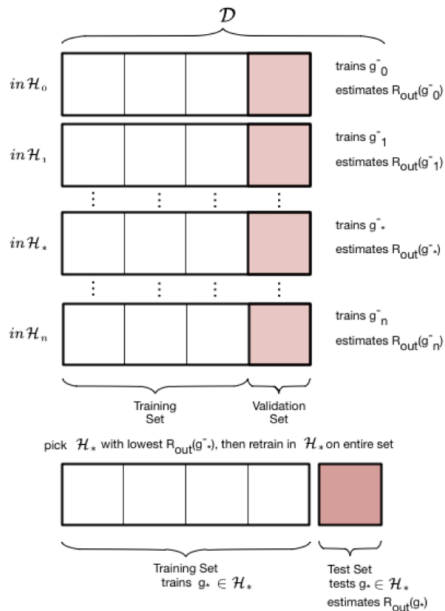 𝒟
in ℋ₀
trains g⁻₀
estimates R_out(g⁻₀)
in ℋ₁
trains g⁻₁
estimates R_out(g⁻₁)
in ℋ*
trains g⁻*
estimates R_out(g⁻*)
in ℋₙ
trains g⁻ₙ
estimates R_out(g⁻ₙ)
Training Set
Validation Set
pick ℋ* with lowest R_out(g⁻*), then retrain in ℋ* on entire set
Training Set
trains g* ∈ ℋ*
Test Set
tests g* ∈ ℋ*
estimates R_out(g*)